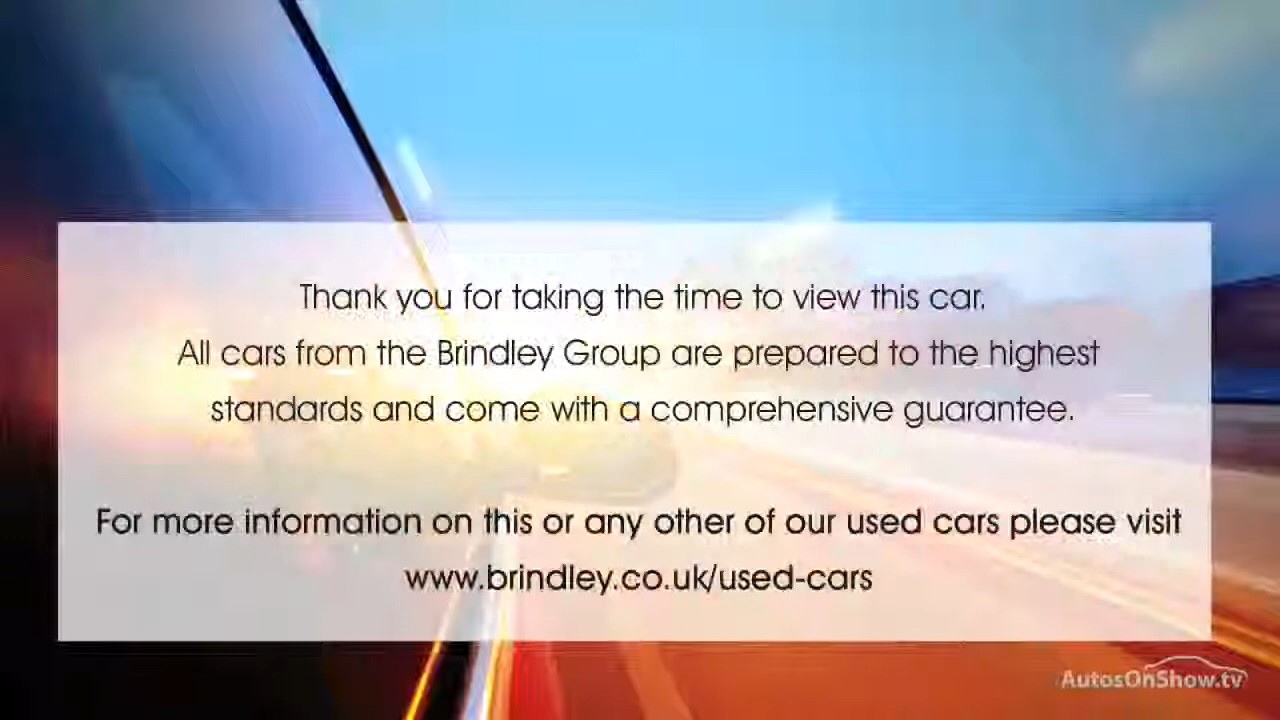 Thank you for taking the time to view this car.
All cars from the Brindley Group are prepared to the highest
standards and come with a comprehensive guarantee.
For more information on this or any other of our used cars please visit
www.brindley.co.uk/used-cars
AutosOnShow.tv